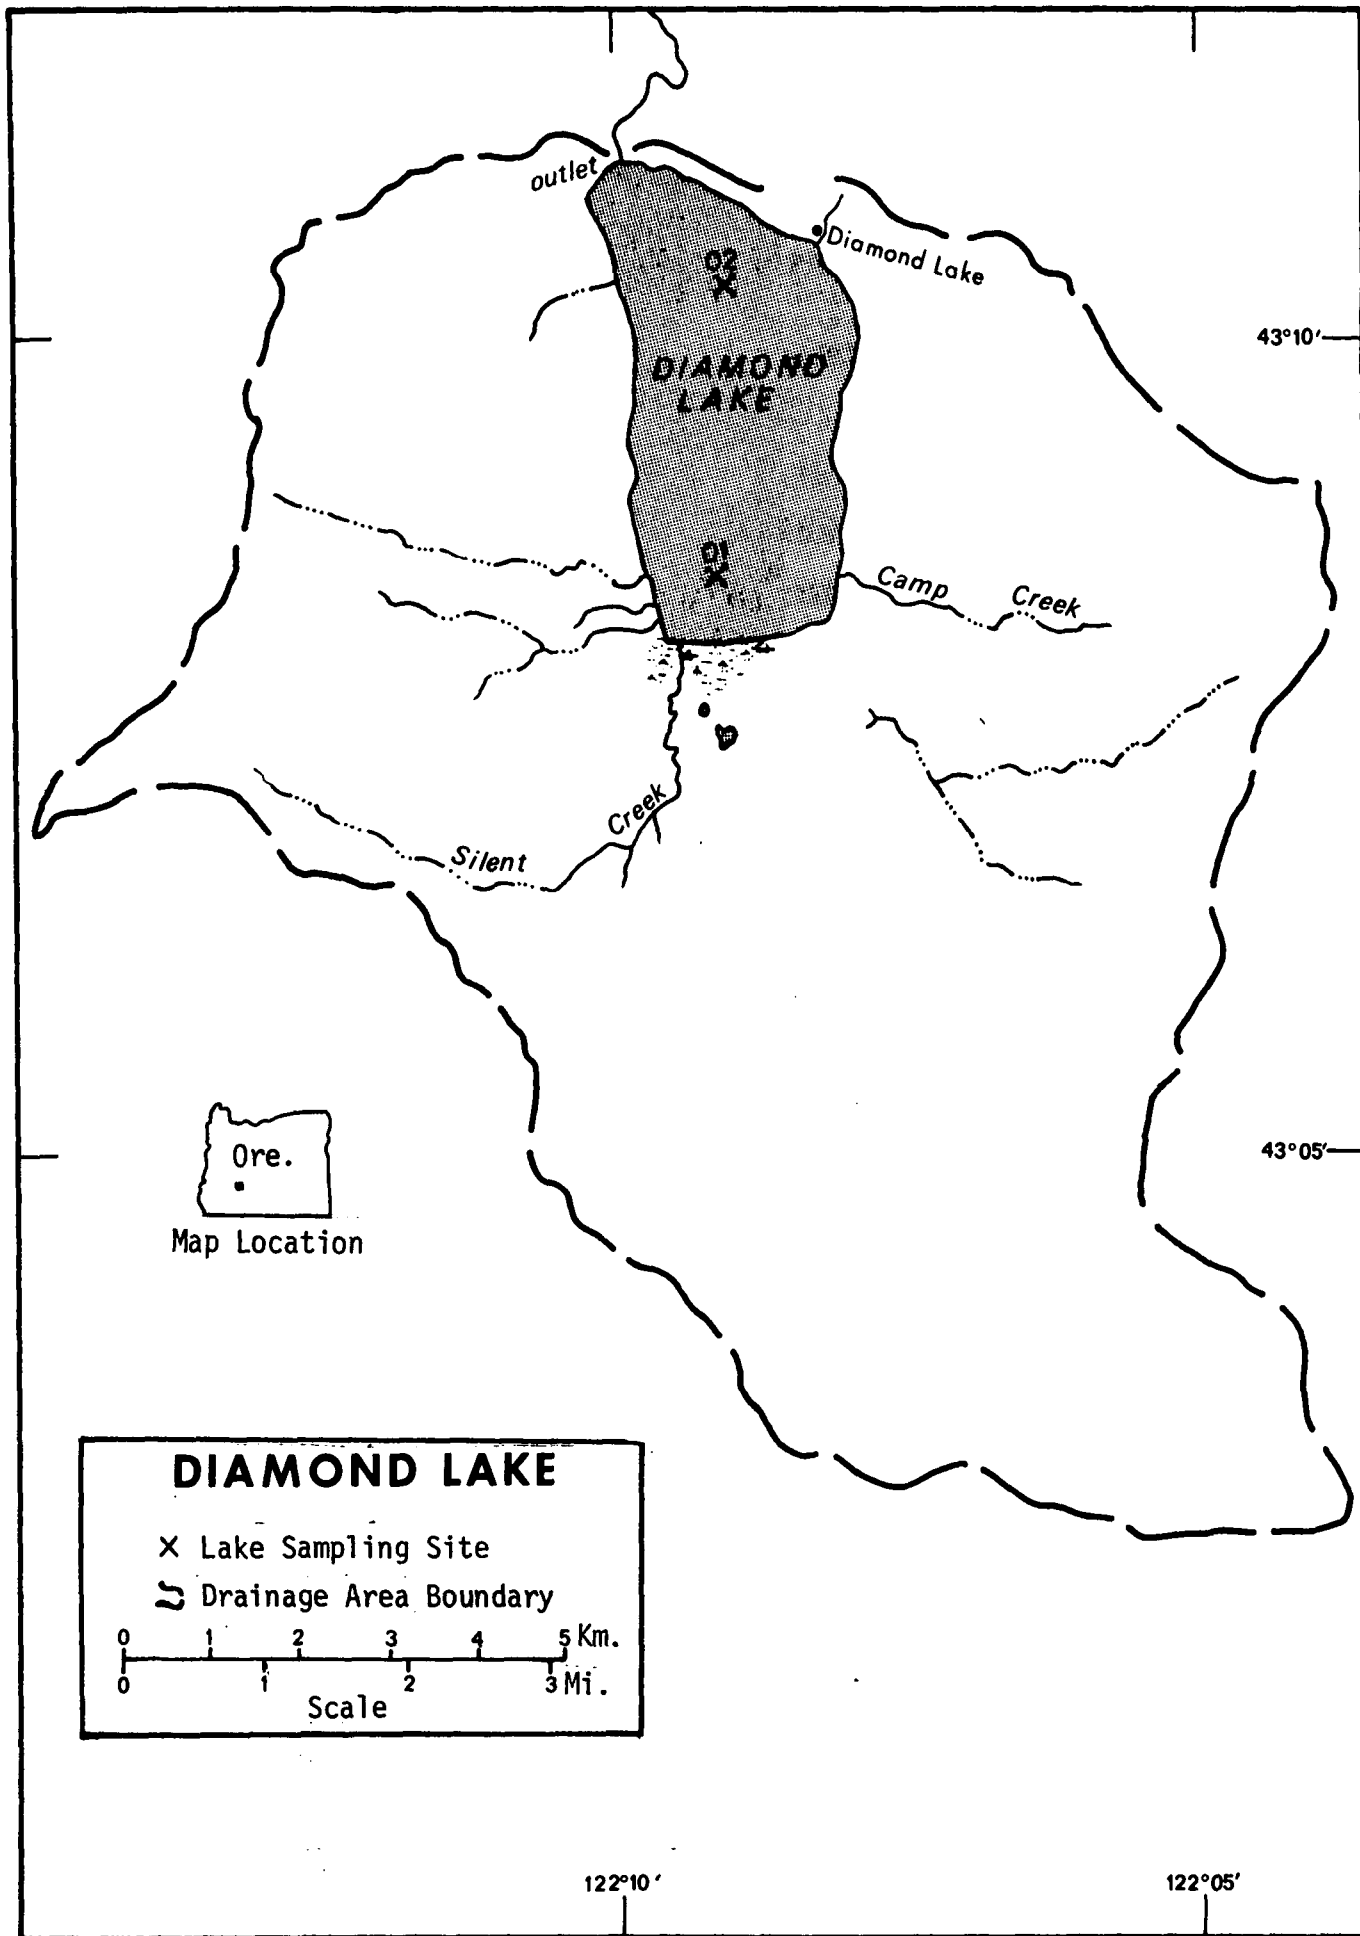 outlet
Diamond Lake
02
43°10'
DIAMOND
LAKE
01
Camp Creek
Creek
Silent
43°05'
Ore.
Map Location
DIAMOND LAKE
X Lake Sampling Site
Drainage Area Boundary
0 1 2 3 4 5 Km.
0 1 2 3 Mi.
Scale
122°10' 122°05'